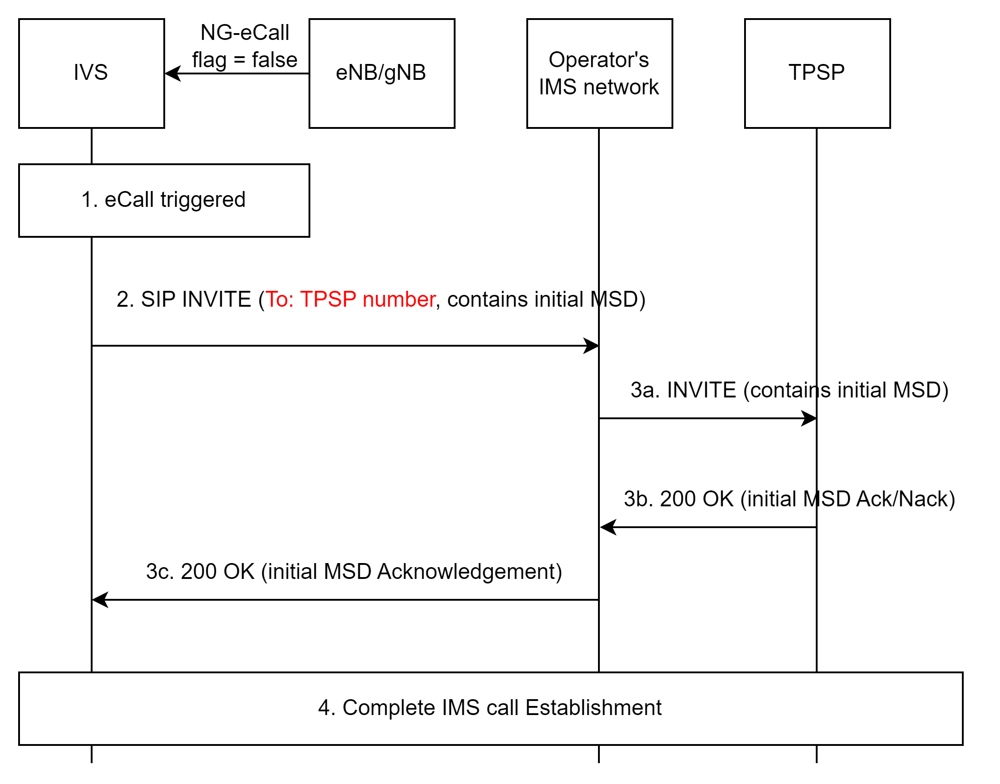 IVS
NG-eCall
flag = false
eNB/gNB
Operator's
IMS network
TPSP
1. eCall triggered
2. SIP INVITE (To: TPSP number, contains initial MSD)
3a. INVITE (contains initial MSD)
3b. 200 OK (initial MSD Ack/Nack)
3c. 200 OK (initial MSD Acknowledgement)
4. Complete IMS call Establishment